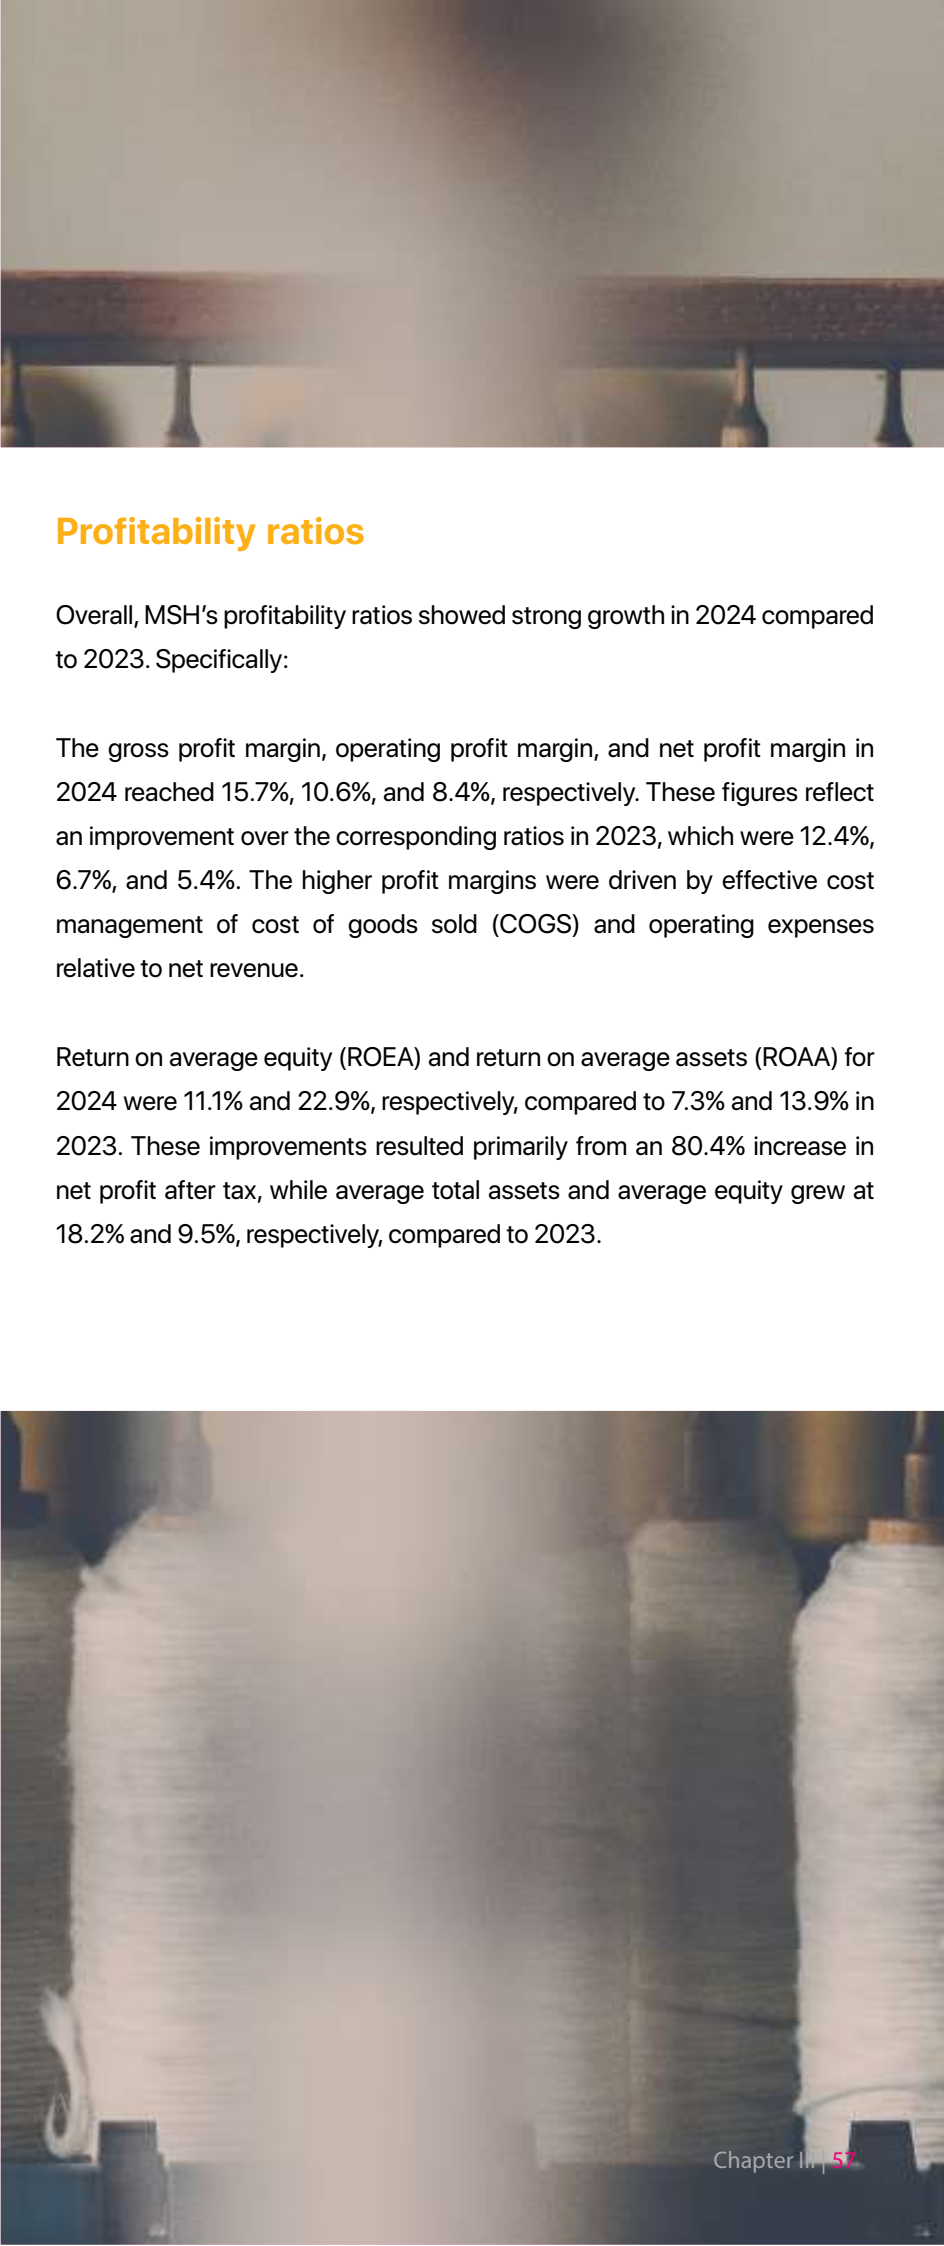 Profitability ratios
Overall, MSH’s profitability ratios showed strong growth in 2024 compared
to 2023. Specifically:
The gross profit margin, operating profit margin, and net profit margin in
2024 reached 15.7%, 10.6%, and 8.4%, respectively. These figures reflect
an improvement over the corresponding ratios in 2023, which were 12.4%,
6.7%, and 5.4%. The higher profit margins were driven by effective cost
management of cost of goods sold (COGS) and operating expenses
relative to net revenue.
Return on average equity (ROEA) and return on average assets (ROAA) for
2024 were 11.1% and 22.9%, respectively, compared to 7.3% and 13.9% in
2023. These improvements resulted primarily from an 80.4% increase in
net profit after tax, while average total assets and average equity grew at
18.2% and 9.5%, respectively, compared to 2023.
Chapter III | 57